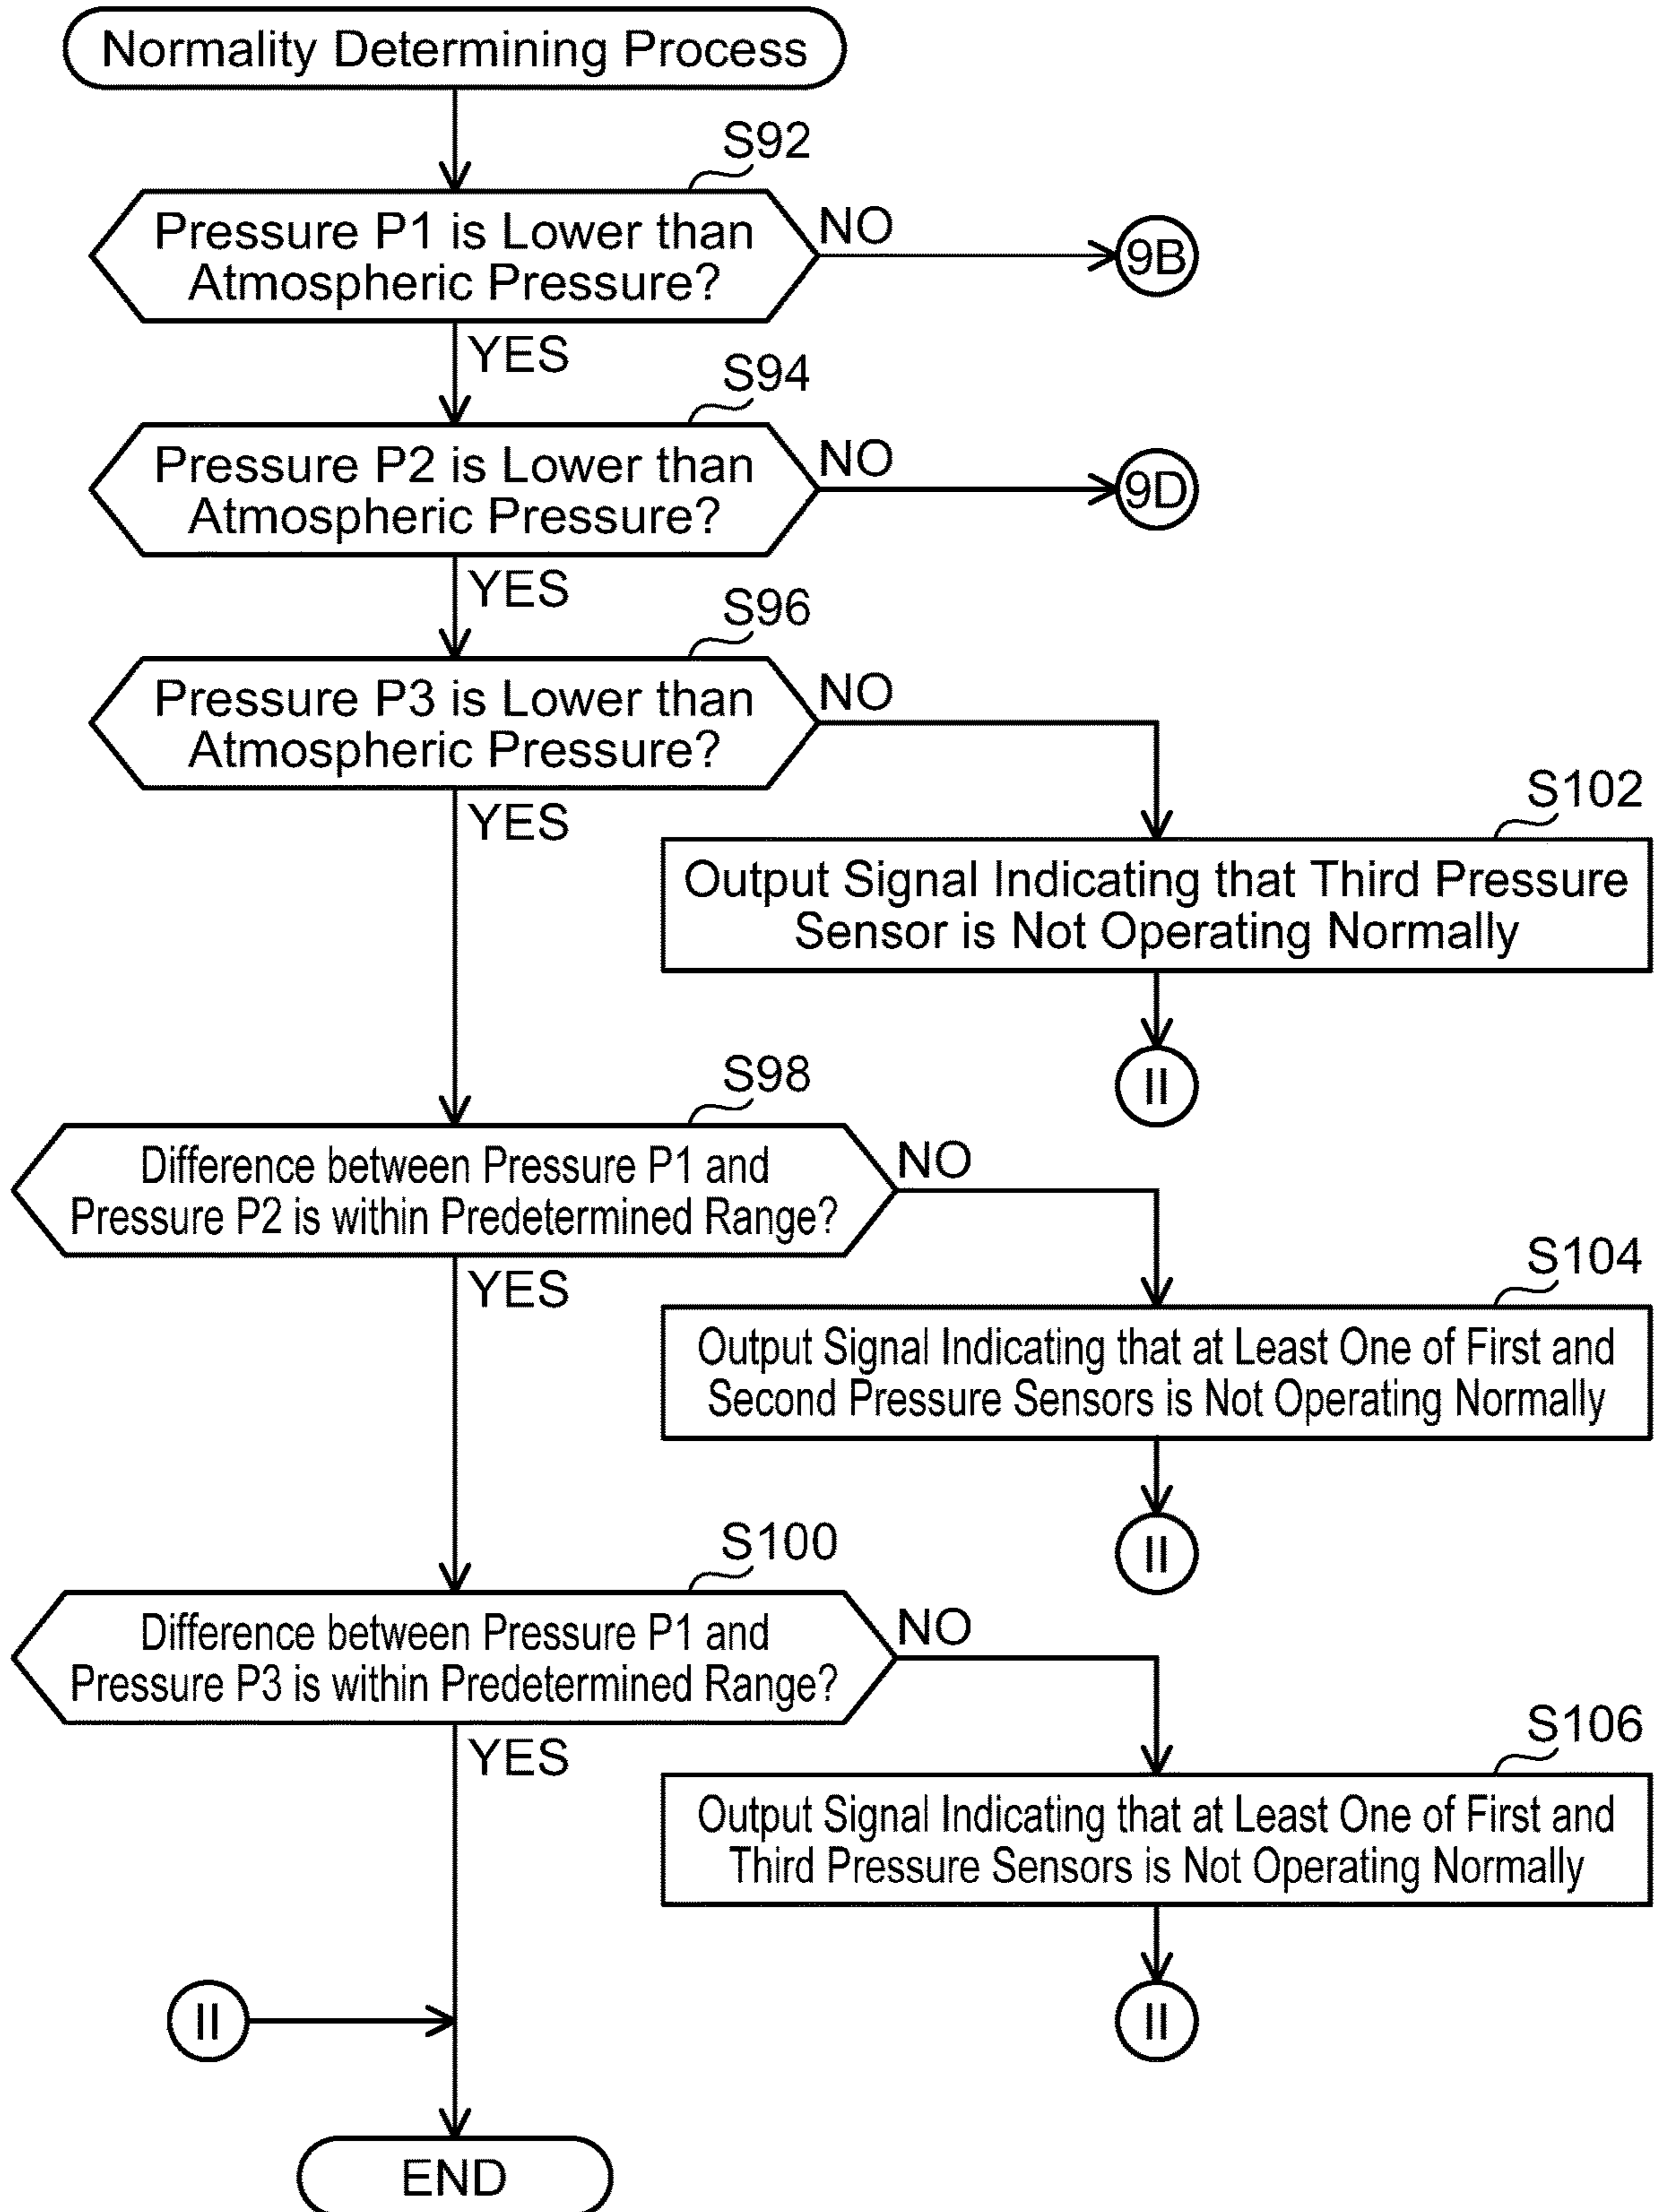 Normality Determining Process
S92
Pressure P1 is Lower than
Atmospheric Pressure?
NO
9B
YES
S94
Pressure P2 is Lower than
Atmospheric Pressure?
NO
9D
YES
S96
Pressure P3 is Lower than
Atmospheric Pressure?
NO
YES
S102
Output Signal Indicating that Third Pressure
Sensor is Not Operating Normally
II
S98
Difference between Pressure P1 and
Pressure P2 is within Predetermined Range?
NO
YES
S104
Output Signal Indicating that at Least One of First and
Second Pressure Sensors is Not Operating Normally
II
S100
Difference between Pressure P1 and
Pressure P3 is within Predetermined Range?
NO
YES
S106
Output Signal Indicating that at Least One of First and
Third Pressure Sensors is Not Operating Normally
II
II
END